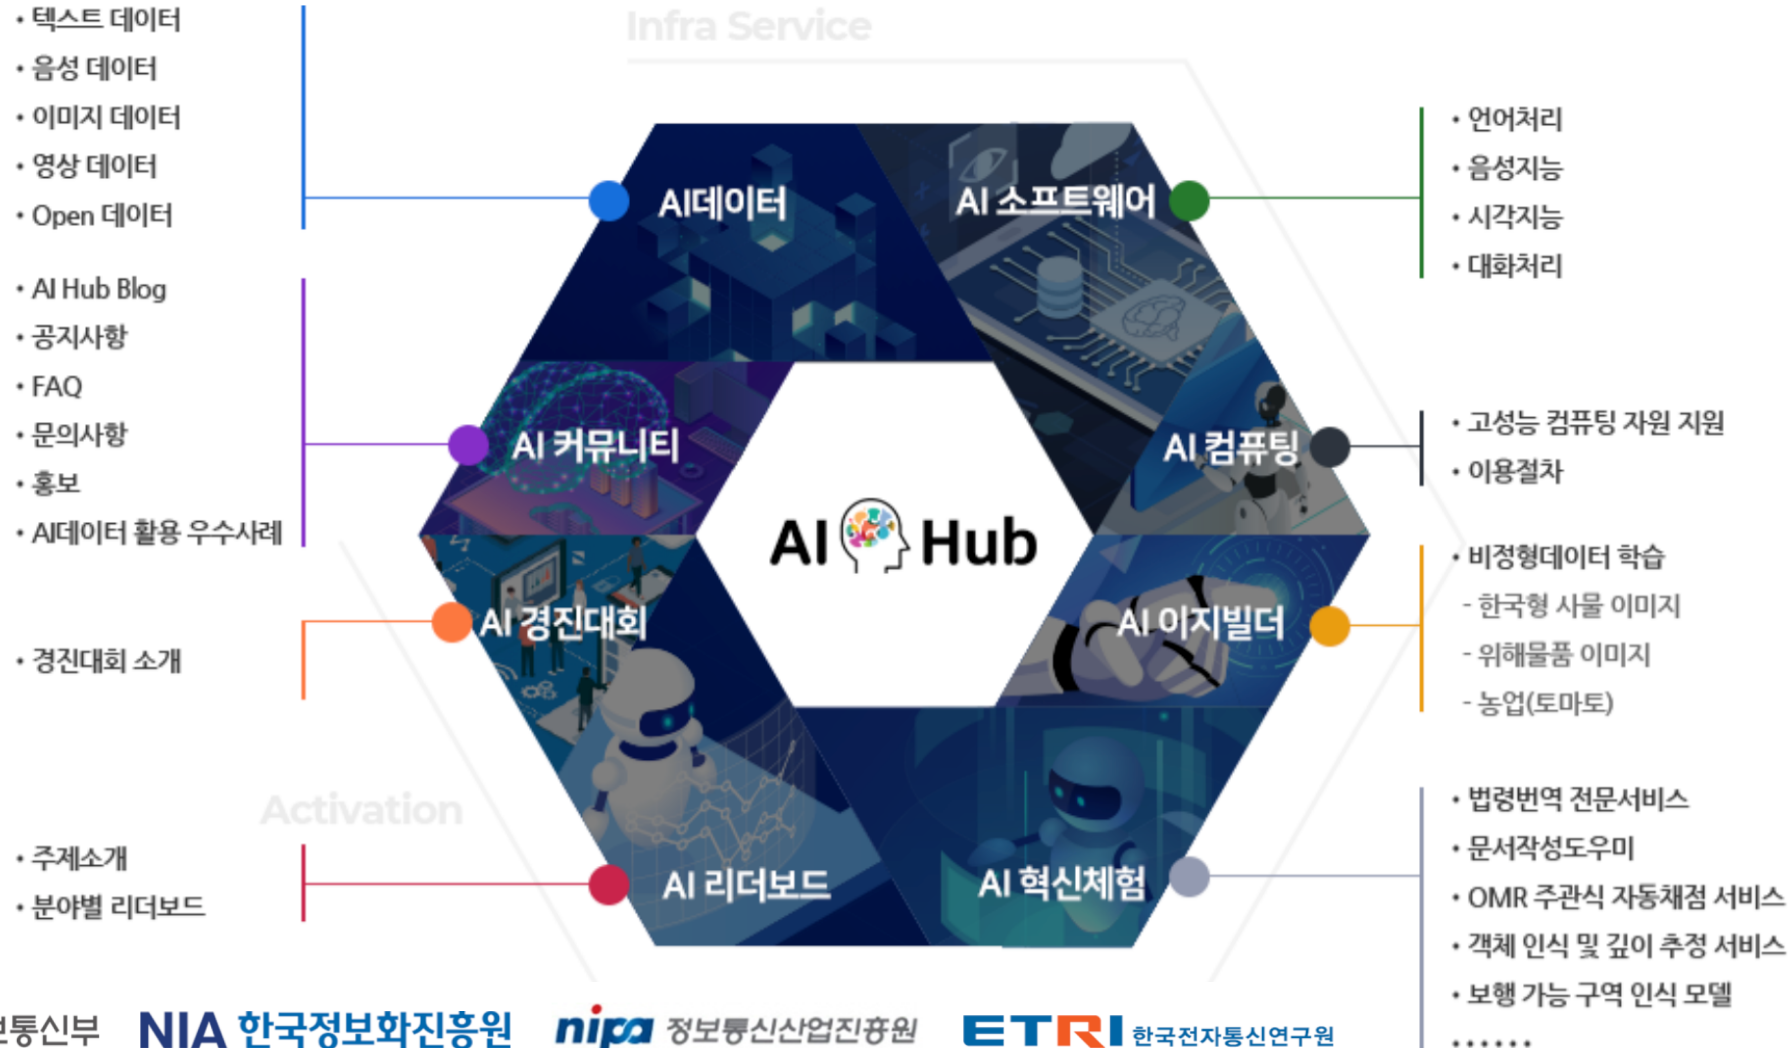 Infra Service
• 텍스트 데이터
• 음성 데이터
• 이미지 데이터
• 영상 데이터
• Open 데이터
AI데이터
AI 소프트웨어
• 언어처리
• 음성지능
• 시각지능
• 대화처리
• AI Hub Blog
• 공지사항
• FAQ
• 문의사항
• 홍보
• AI데이터 활용 우수사례
AI 커뮤니티
AI 컴퓨팅
• 고성능 컴퓨팅 자원 지원
• 이용절차
AI Hub
• 경진대회 소개
AI 경진대회
AI 이지빌더
• 비정형데이터 학습
- 한국형 사물 이미지
- 위해물품 이미지
- 농업(토마토)
Activation
• 주제소개
• 분야별 리더보드
AI 리더보드
AI 혁신체험
• 법령번역 전문서비스
• 문서작성도우미
• OMR 주관식 자동채점 서비스
• 객체 인식 및 깊이 추정 서비스
• 보행 가능 구역 인식 모델
......
통신부
NIA 한국정보화진흥원
nipa 정보통신산업진흥원
ETRI 한국전자통신연구원